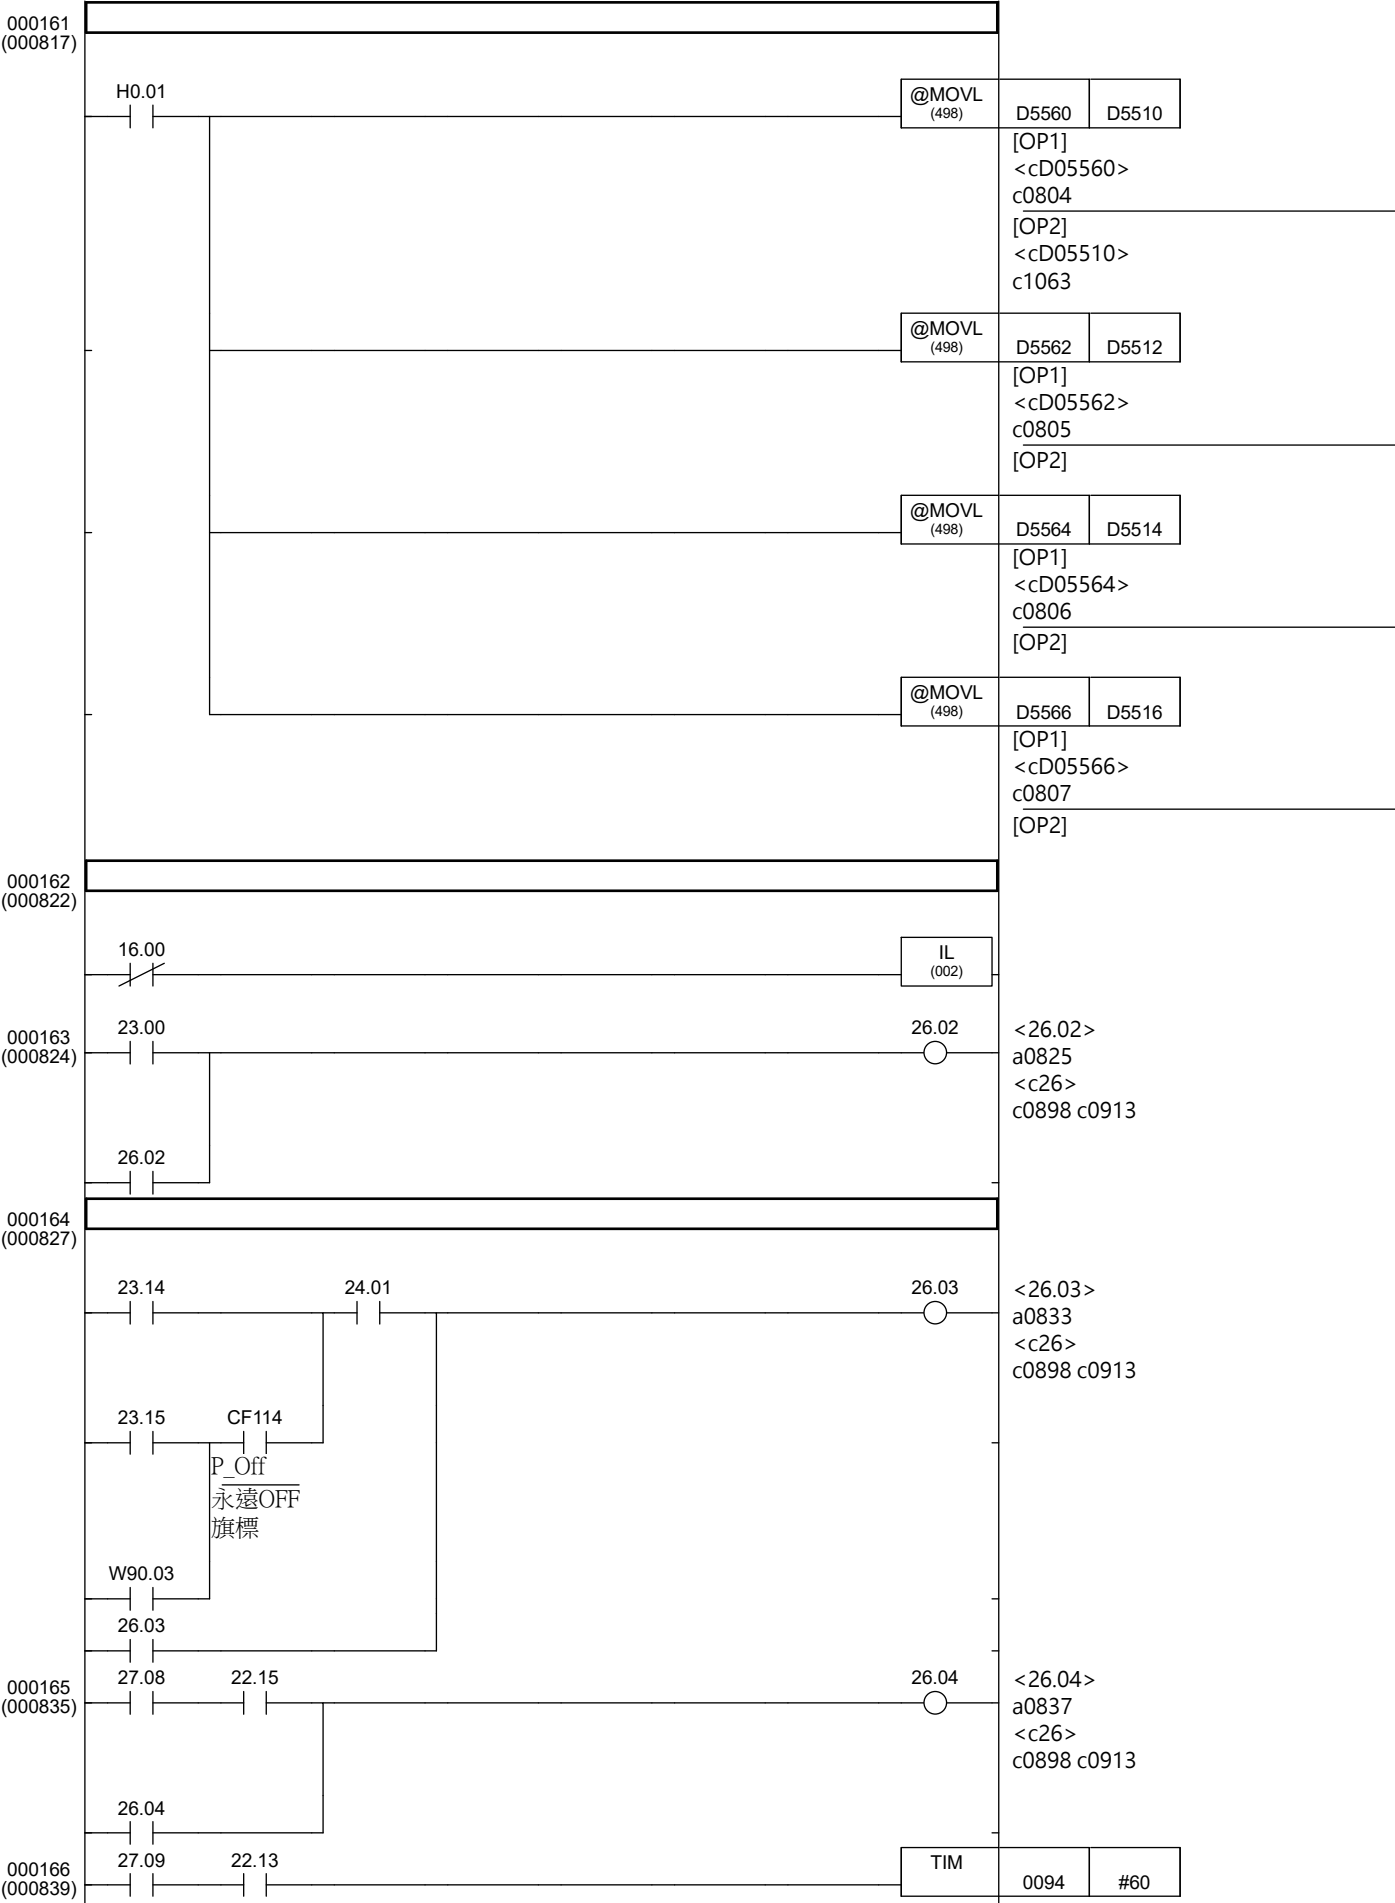 000161
(000817)
H0.01
@MOVL
(498)
D5560 D5510
[OP1]
<cD05560>
c0804
[OP2]
<cD05510>
c1063
@MOVL
(498)
D5562 D5512
[OP1]
<cD05562>
c0805
[OP2]
@MOVL
(498)
D5564 D5514
[OP1]
<cD05564>
c0806
[OP2]
@MOVL
(498)
D5566 D5516
[OP1]
<cD05566>
c0807
[OP2]
000162
(000822)
16.00
IL
(002)
000163
(000824)
23.00 26.02
<26.02>
a0825
<c26>
c0898 c0913
26.02
000164
(000827)
23.14 24.01 26.03
<26.03>
a0833
<c26>
c0898 c0913
23.15 CF114
P_Off
永遠OFF
旗標
W90.03
26.03
000165
(000835)
27.08 22.15 26.04
<26.04>
a0837
<c26>
c0898 c0913
26.04
000166
(000839)
27.09 22.13
TIM
0094 #60